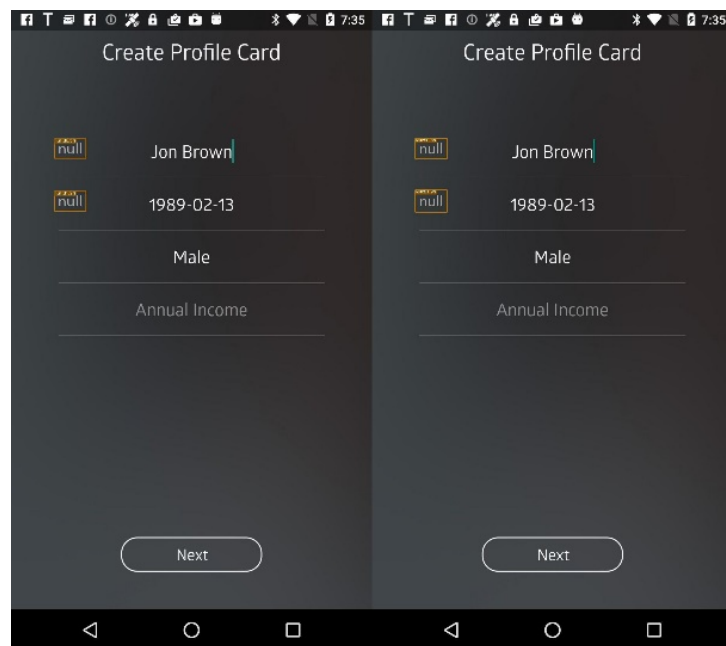 7:35
Create Profile Card
null
Jon Brown
null
1989-02-13
Male
Annual Income
Next
7:35
Create Profile Card
null
Jon Brown
null
1989-02-13
Male
Annual Income
Next